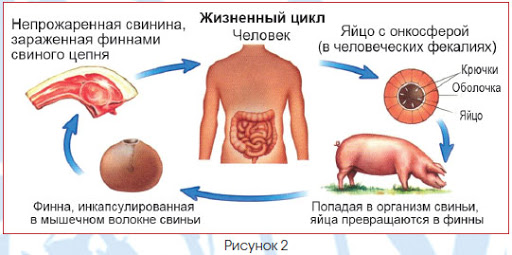 Жизненный цикл
Человек
Непрожаренная свинина,
зараженная финнами
свиного цепня
Яйцо с онкосферой
(в человеческих фекалиях)
Крючки
Оболочка
Яйцо
Финна, инкапсулированная
в мышечном волокне свиньи
Попадая в организм свиньи,
яйца превращаются в финны
Рисунок 2